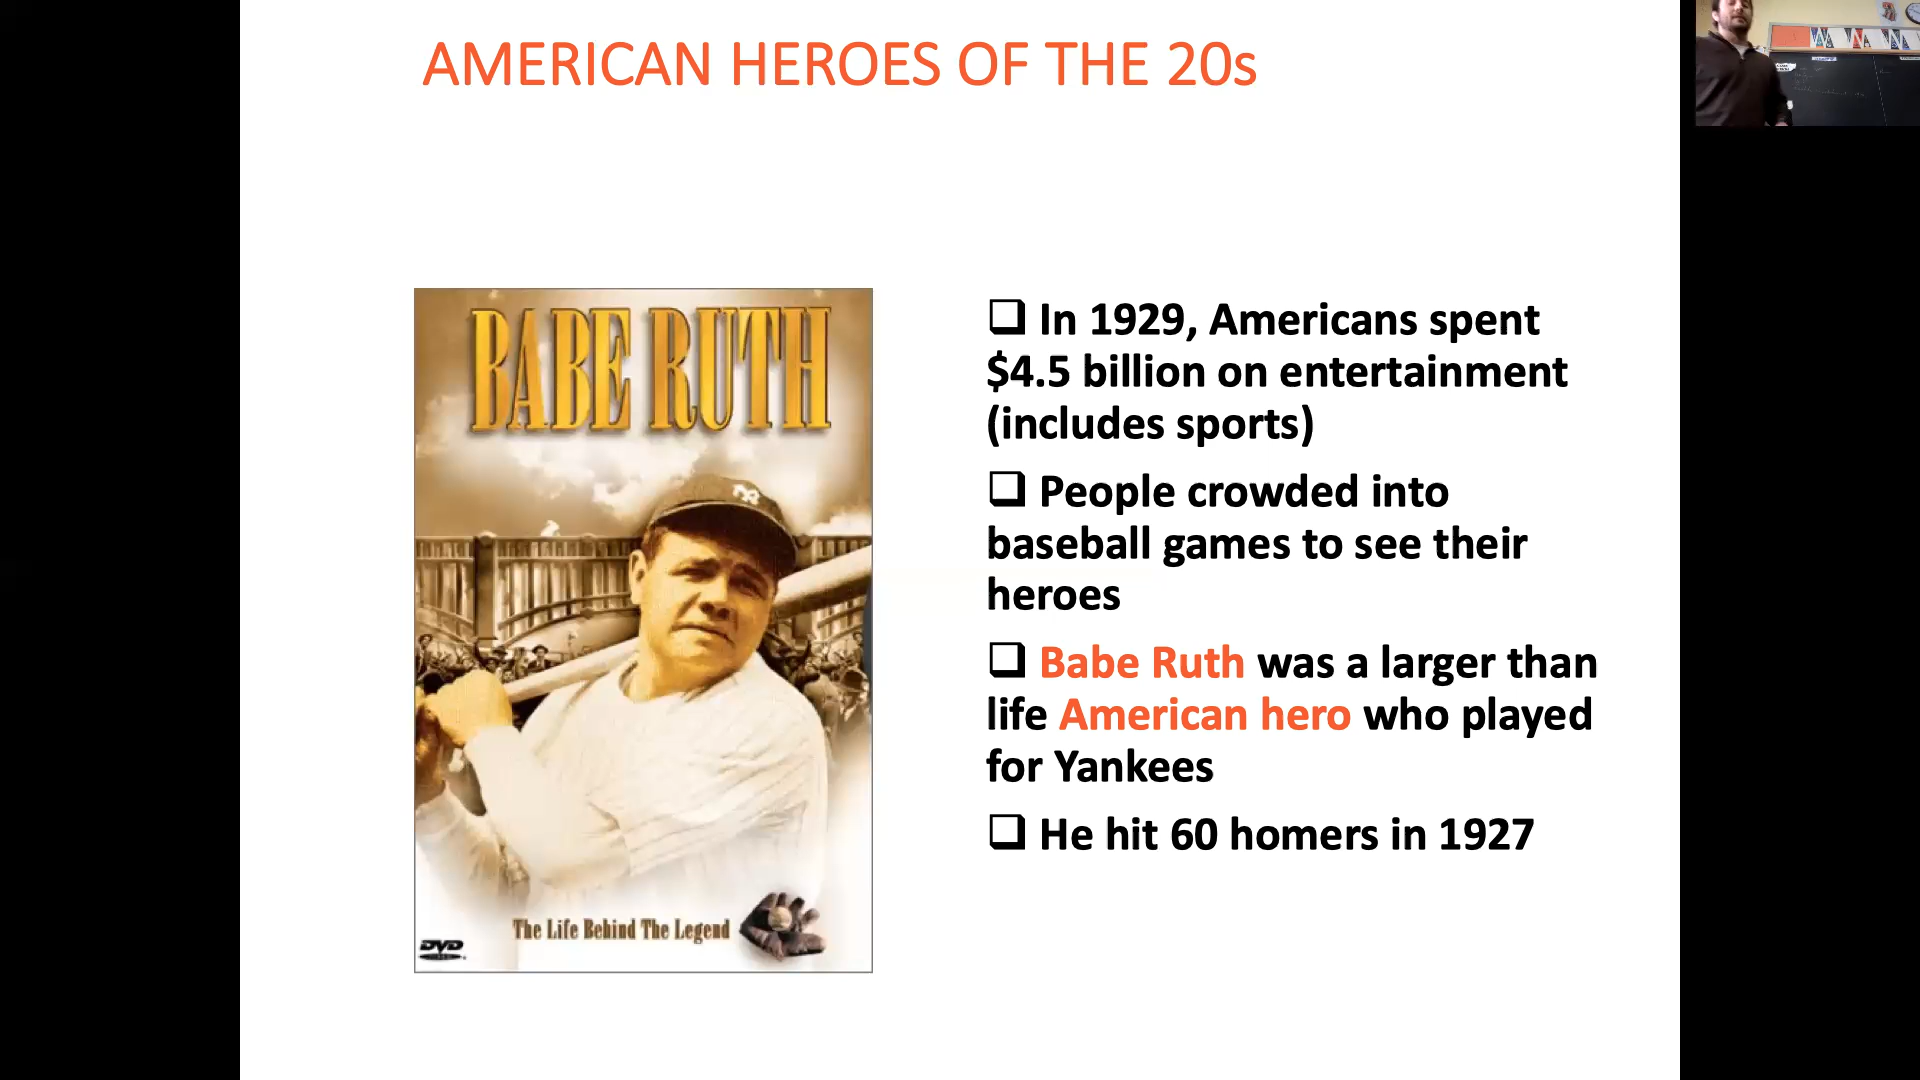 AMERICAN HEROES OF THE 20s
BABE RUTH
The Life Behind The Legend
DVD
❑ In 1929, Americans spent
$4.5 billion on entertainment
(includes sports)
❑ People crowded into
baseball games to see their
heroes
❑ Babe Ruth was a larger than
life American hero who played
for Yankees
❑ He hit 60 homers in 1927